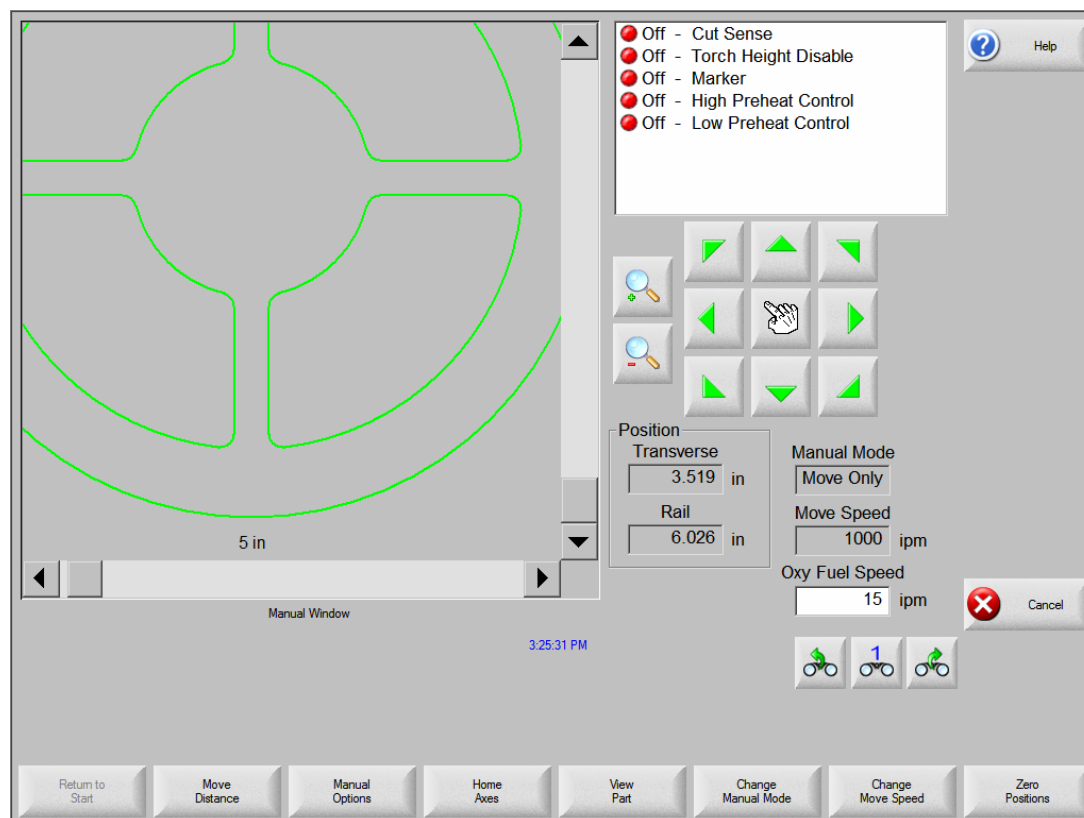 Off - Cut Sense
Off - Torch Height Disable
Off - Marker
Off - High Preheat Control
Off - Low Preheat Control
Help
Position
Transverse
3.519 in
Rail
6.026 in
Manual Mode
Move Only
Move Speed
1000 ipm
Oxy Fuel Speed
15 ipm
5 in
Manual Window
3:25:31 PM
Cancel
1
Return to
Start
Move
Distance
Manual
Options
Home
Axes
View
Part
Change
Manual Mode
Change
Move Speed
Zero
Positions